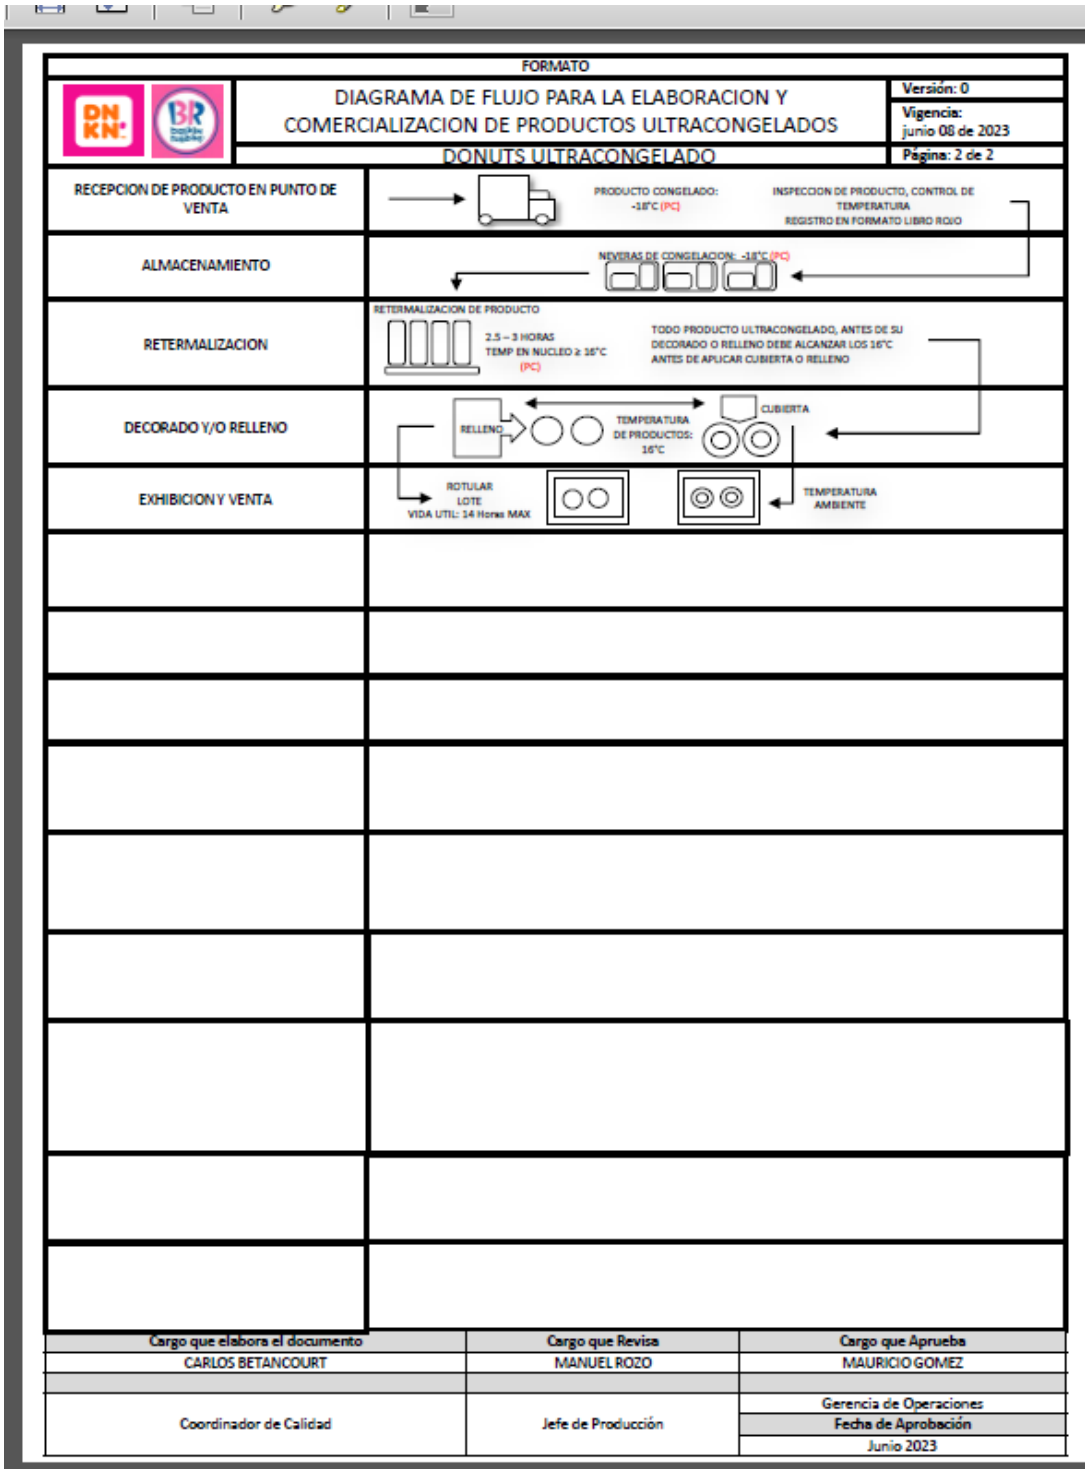 FORMATO
DN
KN
BR
baskin
robbins
DIAGRAMA DE FLUJO PARA LA ELABORACION Y
COMERCIALIZACION DE PRODUCTOS ULTRACONGELADOS
DONUTS ULTRACONGELADO
Versión: 0
Vigencia:
junio 08 de 2023
Página: 2 de 2
RECEPCION DE PRODUCTO EN PUNTO DE
VENTA
PRODUCTO CONGELADO:
-18°C (PC)
INSPECCION DE PRODUCTO, CONTROL DE
TEMPERATURA
REGISTRO EN FORMATO LIBRO ROJO
ALMACENAMIENTO
NEVERAS DE CONGELACION: -18°C (PC)
RETERMALIZACION
RETERMALIZACION DE PRODUCTO
2.5 – 3 HORAS
TEMP EN NUCLEO ≥ 16°C
(PC)
TODO PRODUCTO ULTRACONGELADO, ANTES DE SU
DECORADO O RELLENO DEBE ALCANZAR LOS 16°C
ANTES DE APLICAR CUBIERTA O RELLENO
DECORADO Y/O RELLENO
RELLENO
TEMPERATURA
DE PRODUCTOS:
16°C
CUBIERTA
EXHIBICION Y VENTA
ROTULAR
LOTE
VIDA UTIL: 14 Horas MAX
TEMPERATURA
AMBIENTE
Cargo que elabora el documento
Cargo que Revisa
Cargo que Aprueba
CARLOS BETANCOURT
MANUEL ROZO
MAURICIO GOMEZ
Coordinador de Calidad
Jefe de Producción
Gerencia de Operaciones
Fecha de Aprobación
Junio 2023